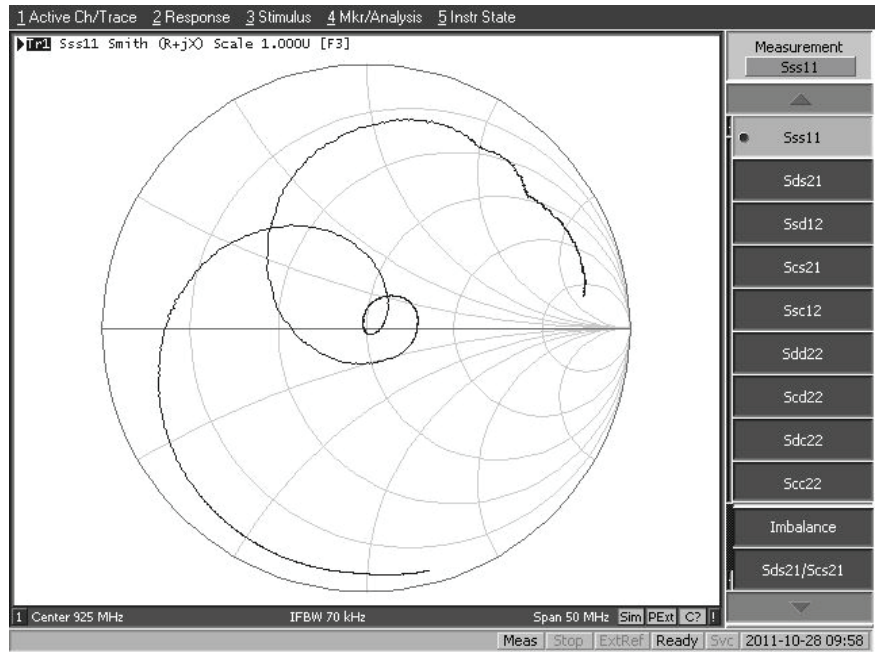 1 Active Ch/Trace 2 Response 3 Stimulus 4 Mkr/Analysis 5 Instr State
Tr1 Sss11 Smith (R+jX) Scale 1.000U [F3]
Measurement
Sss11
Sss11
Sds21
Ssd12
Scs21
Ssc12
Sdd22
Scd22
Sdc22
Scc22
Imbalance
Sds21/Scs21
1 Center 925 MHz IFBW 70 kHz Span 50 MHz Sim PExt C? !
Meas Stop ExtRef Ready Svc 2011-10-28 09:58